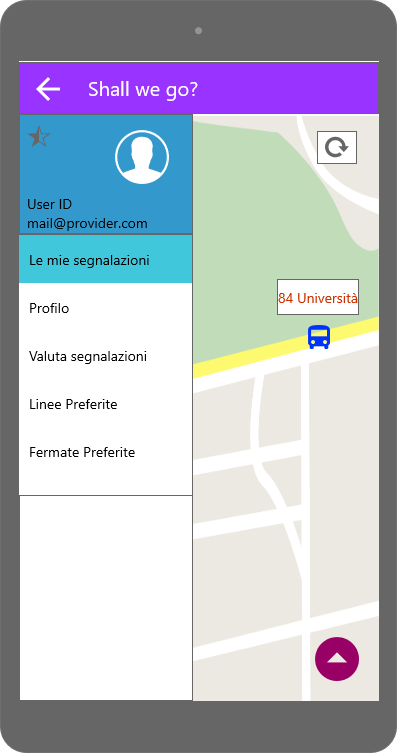 Shall we go?
User ID
mail@provider.com
Le mie segnalazioni
Profilo
Valuta segnalazioni
Linee Preferite
Fermate Preferite
84 Università